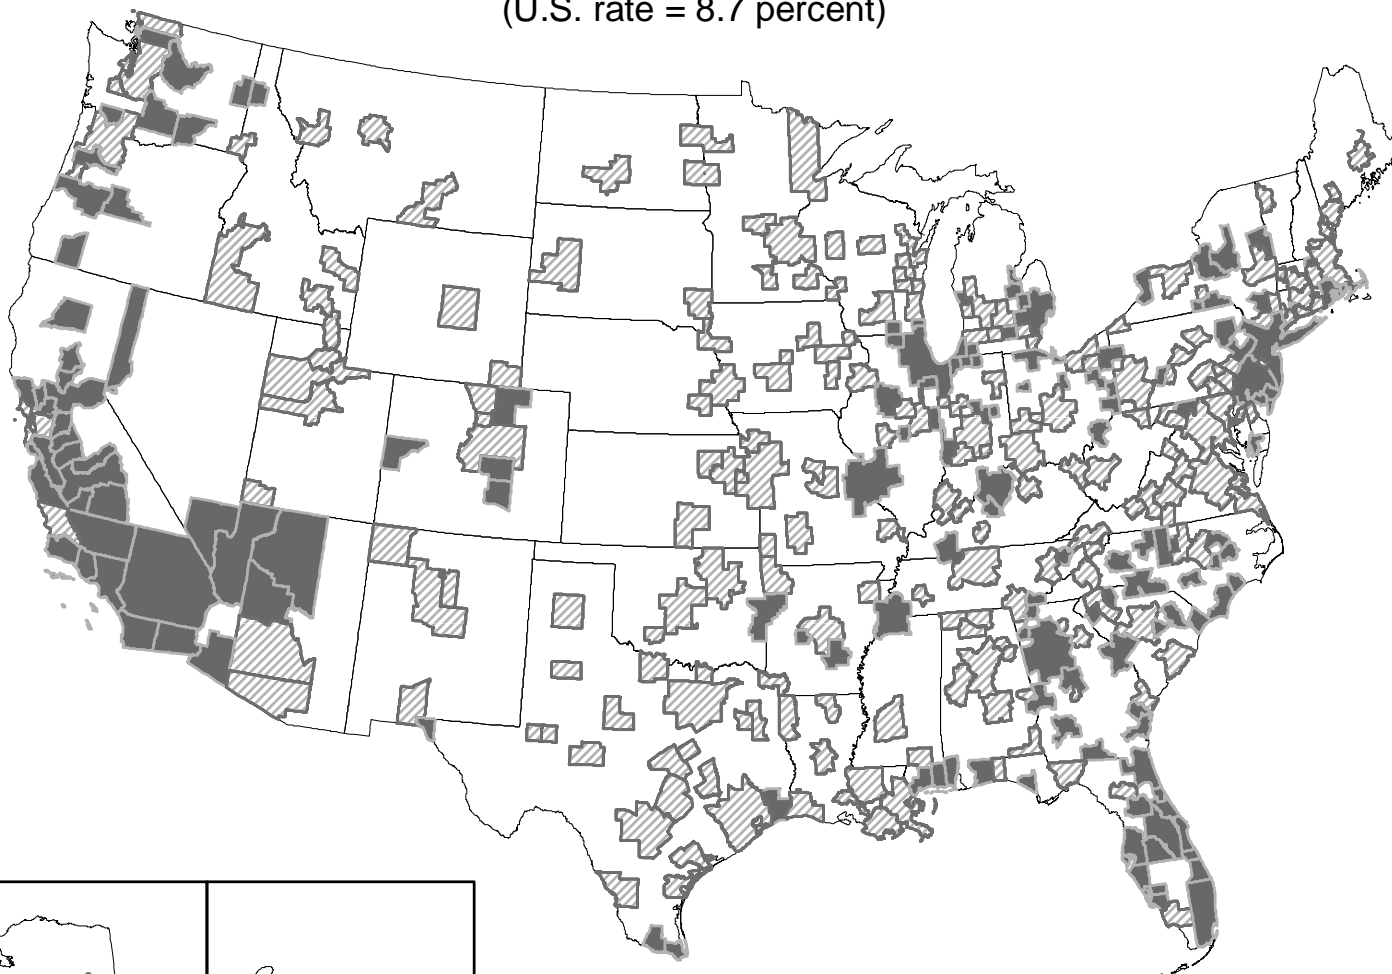 (U.S. rate = 8.7 percent)